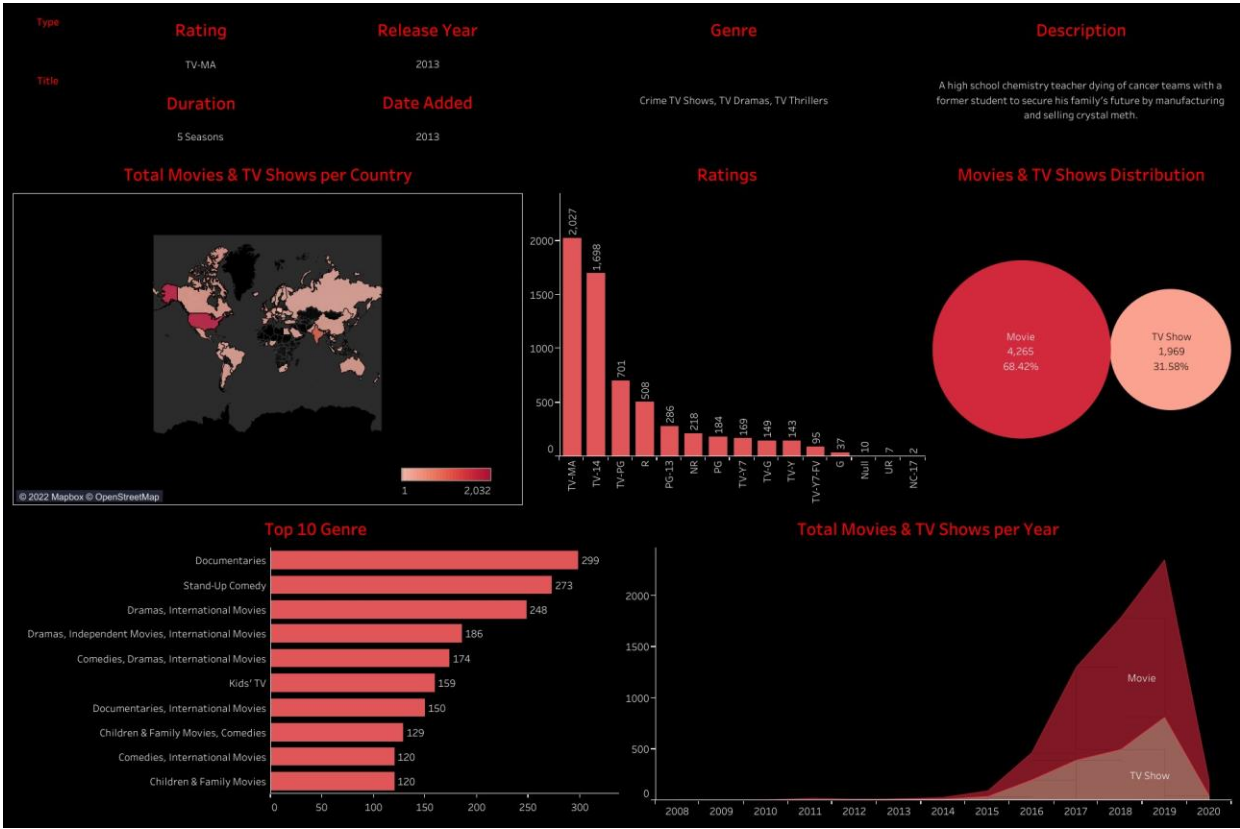 Type
Rating
Release Year
Genre
Description
TV-MA
2013
Title
Duration
Date Added
Crime TV Shows, TV Dramas, TV Thrillers
A high school chemistry teacher dying of cancer teams with a
former student to secure his family's future by manufacturing
and selling crystal meth.
5 Seasons
2013
Total Movies & TV Shows per Country
1
2,032
© 2022 Mapbox © OpenStreetMap
Ratings
2000
1500
1000
500
0
2,027
1,698
701
508
286
218
184
169
149
143
95
37
10
7
2
TV-MA
TV-14
TV-PG
R
PG-13
NR
PG
TV-Y7
TV-G
TV-Y
TV-Y7-FV
G
Null
UR
NC-17
Movies & TV Shows Distribution
Movie
4,265
68.42%
TV Show
1,969
31.58%
Top 10 Genre
Documentaries 299
Stand-Up Comedy 273
Dramas, International Movies 248
Dramas, Independent Movies, International Movies 186
Comedies, Dramas, International Movies 174
Kids' TV 159
Documentaries, International Movies 150
Children & Family Movies, Comedies 129
Comedies, International Movies 120
Children & Family Movies 120
0 50 100 150 200 250 300
Total Movies & TV Shows per Year
2000
1500
1000
500
0
Movie
TV Show
2008 2009 2010 2011 2012 2013 2014 2015 2016 2017 2018 2019 2020